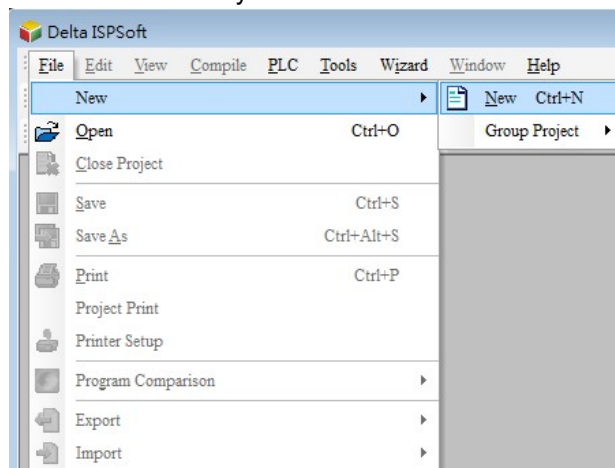 Delta ISPSoft
File Edit View Compile PLC Tools Wizard Window Help
New New Ctrl+N
Open Ctrl+O Group Project
Close Project
Save Ctrl+S
Save As Ctrl+Alt+S
Print Ctrl+P
Project Print
Printer Setup
Program Comparison
Export
Import